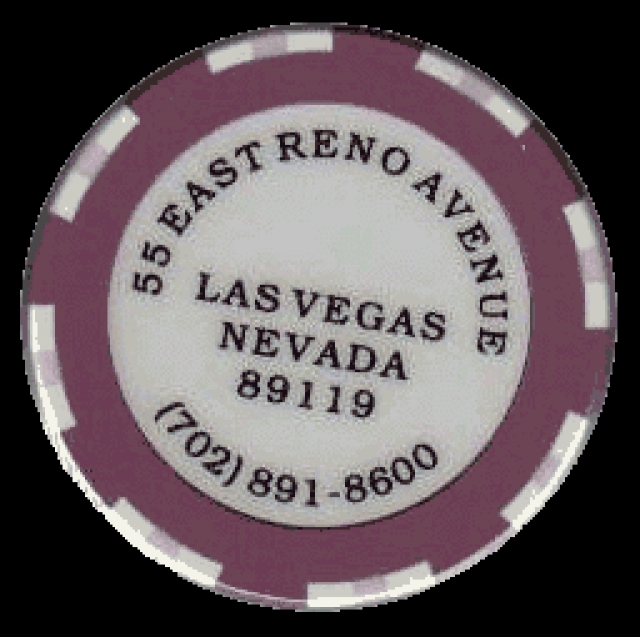 55 EAST RENO AVENUE
LAS VEGAS
NEVADA
89119
(702) 891-8600